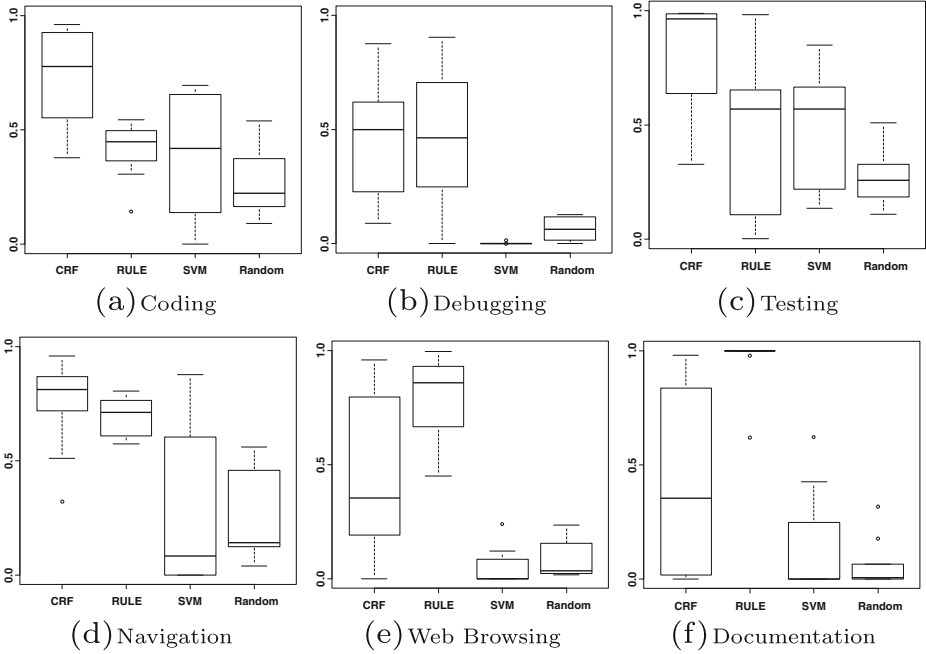 1.0
0.5
0.0
CRF RULE SVM Random
(a) Coding
1.0
0.5
0.0
CRF RULE SVM Random
(b) Debugging
1.0
0.5
0.0
CRF RULE SVM Random
(c) Testing
1.0
0.5
0.0
CRF RULE SVM Random
(d) Navigation
1.0
0.5
0.0
CRF RULE SVM Random
(e) Web Browsing
1.0
0.5
0.0
CRF RULE SVM Random
(f) Documentation